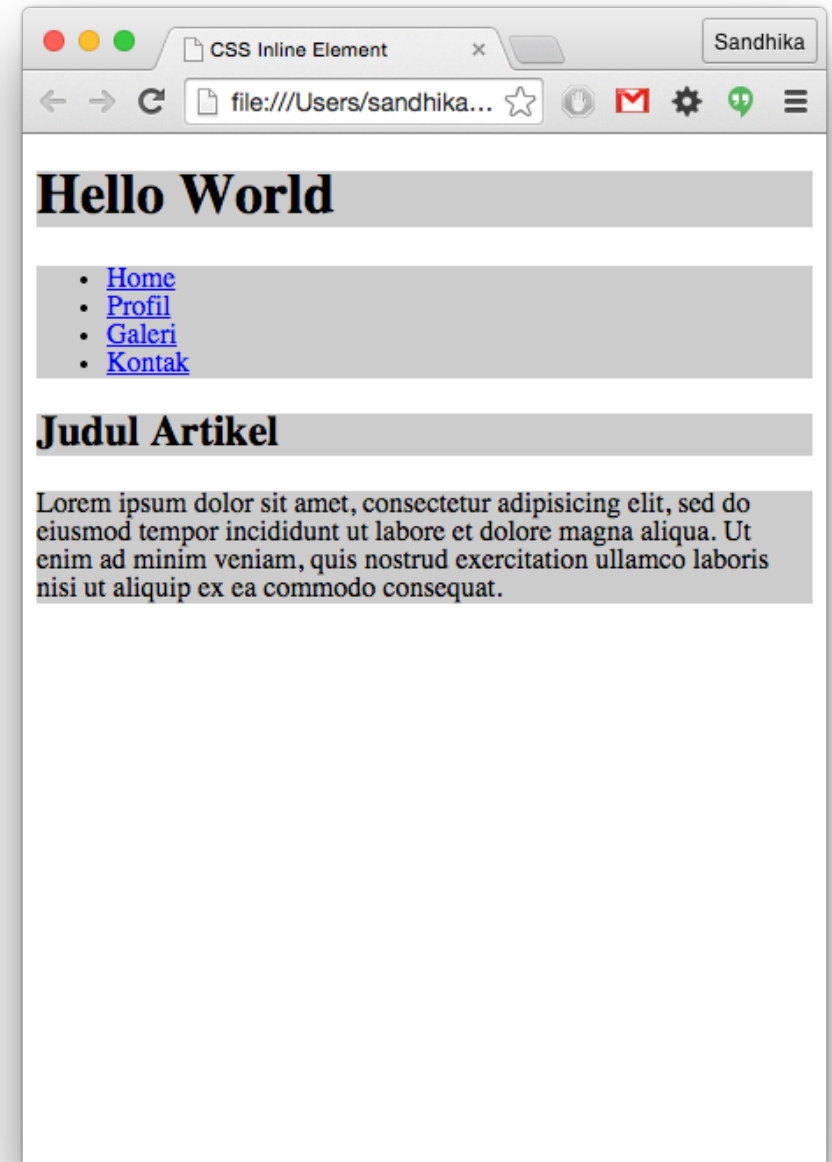 CSS Inline Element
Sandhika
file:///Users/sandhika...
Hello World
Home
Profil
Galeri
Kontak
Judul Artikel
Lorem ipsum dolor sit amet, consectetur adipisicing elit, sed do
eiusmod tempor incididunt ut labore et dolore magna aliqua. Ut
enim ad minim veniam, quis nostrud exercitation ullamco laboris
nisi ut aliquip ex ea commodo consequat.